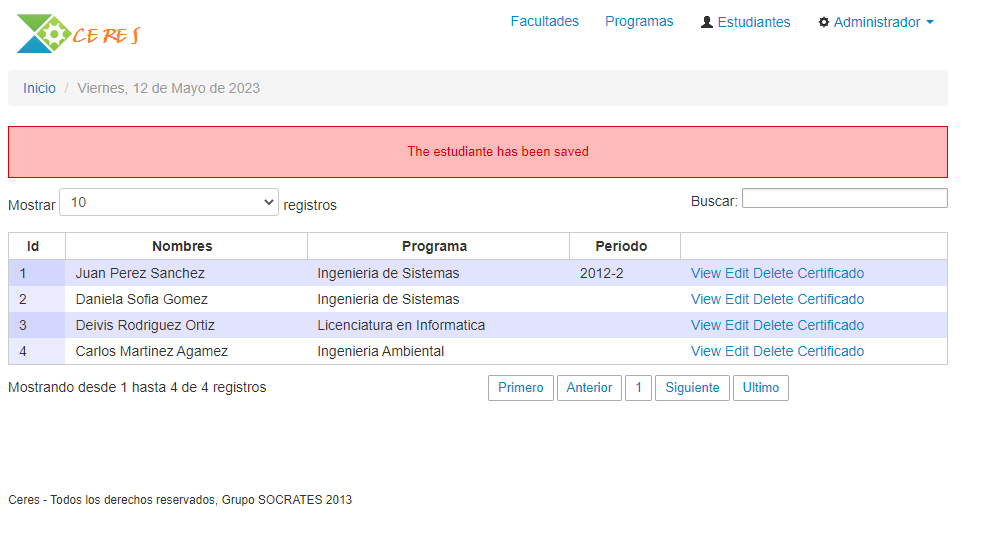 CERES
Facultades Programas Estudiantes Administrador
Inicio / Viernes, 12 de Mayo de 2023
The estudiante has been saved
Mostrar 10 registros Buscar:
Id Nombres Programa Periodo
1 Juan Perez Sanchez Ingenieria de Sistemas 2012-2 View Edit Delete Certificado
2 Daniela Sofia Gomez Ingenieria de Sistemas View Edit Delete Certificado
3 Deivis Rodriguez Ortiz Licenciatura en Informatica View Edit Delete Certificado
4 Carlos Martinez Agamez Ingenieria Ambiental View Edit Delete Certificado
Mostrando desde 1 hasta 4 de 4 registros Primero Anterior 1 Siguiente Ultimo
Ceres - Todos los derechos reservados, Grupo SOCRATES 2013